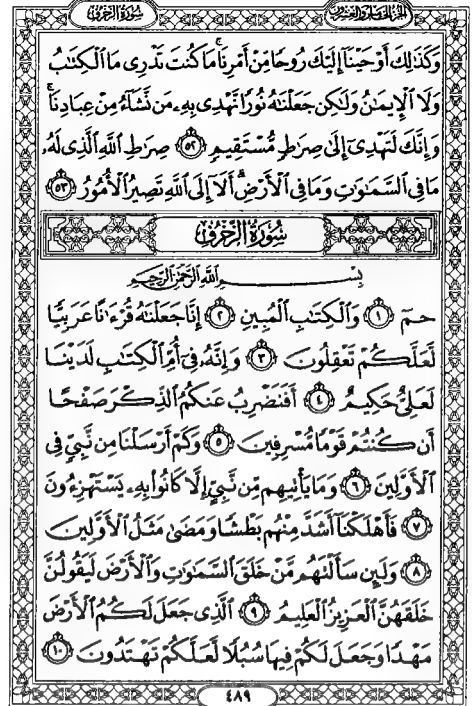 الجزء الخامس والعشرون سورة الزخرف
وَكَذَٰلِكَ أَوْحَيْنَآ إِلَيْكَ رُوحًا مِّنْ أَمْرِنَا ۚ مَا كُنتَ تَدْرِى مَا ٱلْكِتَٰبُ
وَلَا ٱلْإِيمَٰنُ وَلَٰكِن جَعَلْنَٰهُ نُورًا نَّهْدِى بِهِۦ مَن نَّشَآءُ مِنْ عِبَادِنَا ۚ
وَإِنَّكَ لَتَهْدِىٓ إِلَىٰ صِرَٰطٍ مُّسْتَقِيمٍ ٥٢ صِرَٰطِ ٱللَّهِ ٱلَّذِى لَهُۥ
مَا فِى ٱلسَّمَٰوَٰتِ وَمَا فِى ٱلْأَرْضِ ۗ أَلَآ إِلَى ٱللَّهِ تَصِيرُ ٱلْأُمُورُ ٥٣
سُورَةُ الزُّخْرُفِ
بِسْمِ ٱللَّهِ ٱلرَّحْمَٰنِ ٱلرَّحِيمِ
حمٓ ١ وَٱلْكِتَٰبِ ٱلْمُبِينِ ٢ إِنَّا جَعَلْنَٰهُ قُرْءَٰنًا عَرَبِيًّا
لَّعَلَّكُمْ تَعْقِلُونَ ٣ وَإِنَّهُۥ فِىٓ أُمِّ ٱلْكِتَٰبِ لَدَيْنَا
لَعَلِىٌّ حَكِيمٌ ٤ أَفَنَضْرِبُ عَنكُمُ ٱلذِّكْرَ صَفْحًا
أَن كُنتُمْ قَوْمًا مُّسْرِفِينَ ٥ وَكَمْ أَرْسَلْنَا مِن نَّبِىٍّ فِى
ٱلْأَوَّلِينَ ٦ وَمَا يَأْتِيهِم مِّن نَّبِىٍّ إِلَّا كَانُوا۟ بِهِۦ يَسْتَهْزِءُونَ
٧ فَأَهْلَكْنَآ أَشَدَّ مِنْهُم بَطْشًا وَمَضَىٰ مَثَلُ ٱلْأَوَّلِينَ
٨ وَلَئِن سَأَلْتَهُم مَّنْ خَلَقَ ٱلسَّمَٰوَٰتِ وَٱلْأَرْضَ لَيَقُولُنَّ
خَلَقَهُنَّ ٱلْعَزِيزُ ٱلْعَلِيمُ ٩ ٱلَّذِى جَعَلَ لَكُمُ ٱلْأَرْضَ
مَهْدًا وَجَعَلَ لَكُمْ فِيهَا سُبُلًا لَّعَلَّكُمْ تَهْتَدُونَ ١٠
٤٨٩